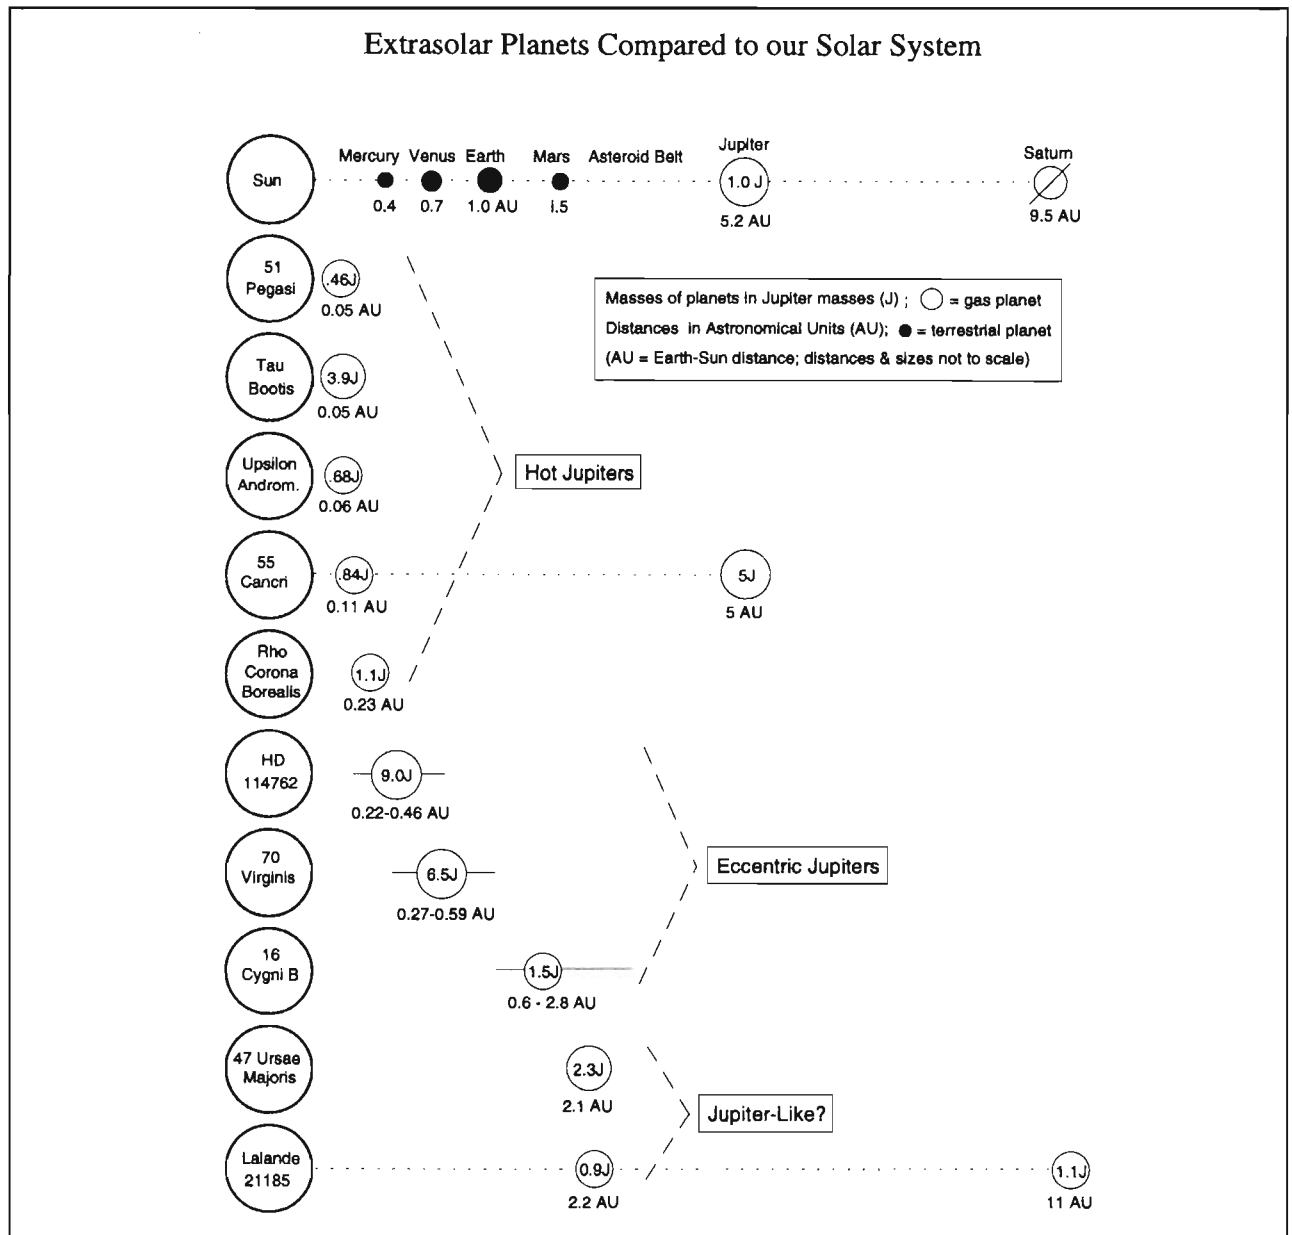 Extrasolar Planets Compared to our Solar System
Sun
Mercury
Venus
Earth
Mars
Asteroid Belt
Jupiter
Saturn
1.0 J
0.4
0.7
1.0 AU
1.5
5.2 AU
9.5 AU
51
Pegasi
.46J
0.05 AU
Masses of planets in Jupiter masses (J) ; = gas planet
Distances in Astronomical Units (AU); = terrestrial planet
(AU = Earth-Sun distance; distances & sizes not to scale)
Tau
Bootis
3.9J
0.05 AU
Upsilon
Androm.
.68J
0.06 AU
Hot Jupiters
55
Cancri
.84J
0.11 AU
5J
5 AU
Rho
Corona
Borealis
1.1J
0.23 AU
HD
114762
9.0J
0.22-0.46 AU
70
Virginis
6.5J
0.27-0.59 AU
Eccentric Jupiters
16
Cygni B
1.5J
0.6 - 2.8 AU
47 Ursae
Majoris
2.3J
2.1 AU
Jupiter-Like?
Lalande
21185
0.9J
2.2 AU
1.1J
11 AU